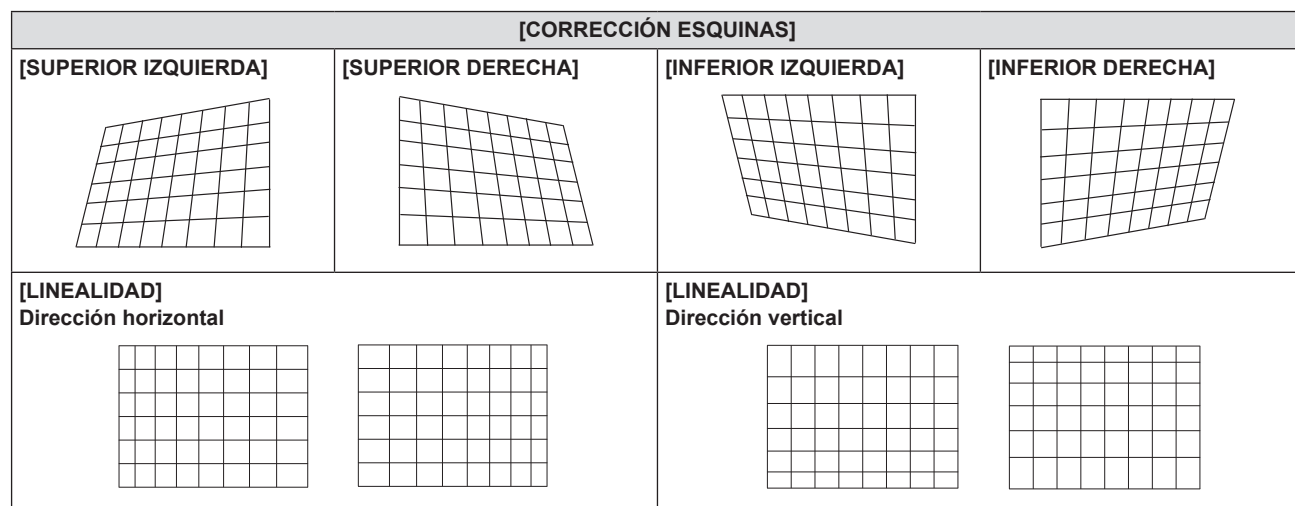 [CORRECCIÓN ESQUINAS]
[SUPERIOR IZQUIERDA]
[SUPERIOR DERECHA]
[INFERIOR IZQUIERDA]
[INFERIOR DERECHA]
[LINEALIDAD]
Dirección horizontal
[LINEALIDAD]
Dirección vertical